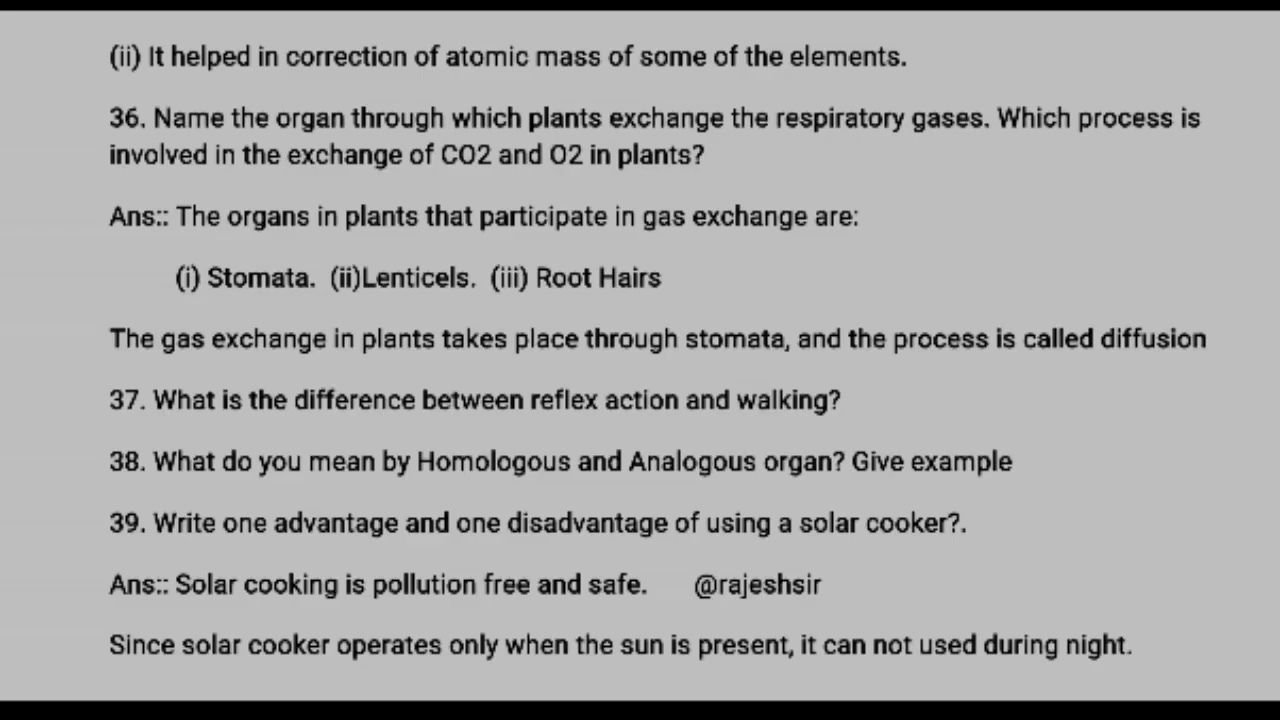 (ii) It helped in correction of atomic mass of some of the elements.
36. Name the organ through which plants exchange the respiratory gases. Which process is
involved in the exchange of CO2 and O2 in plants?
Ans:: The organs in plants that participate in gas exchange are:
(i) Stomata. (ii)Lenticels. (iii) Root Hairs
The gas exchange in plants takes place through stomata, and the process is called diffusion
37. What is the difference between reflex action and walking?
38. What do you mean by Homologous and Analogous organ? Give example
39. Write one advantage and one disadvantage of using a solar cooker?.
Ans:: Solar cooking is pollution free and safe. @rajeshsir
Since solar cooker operates only when the sun is present, it can not used during night.